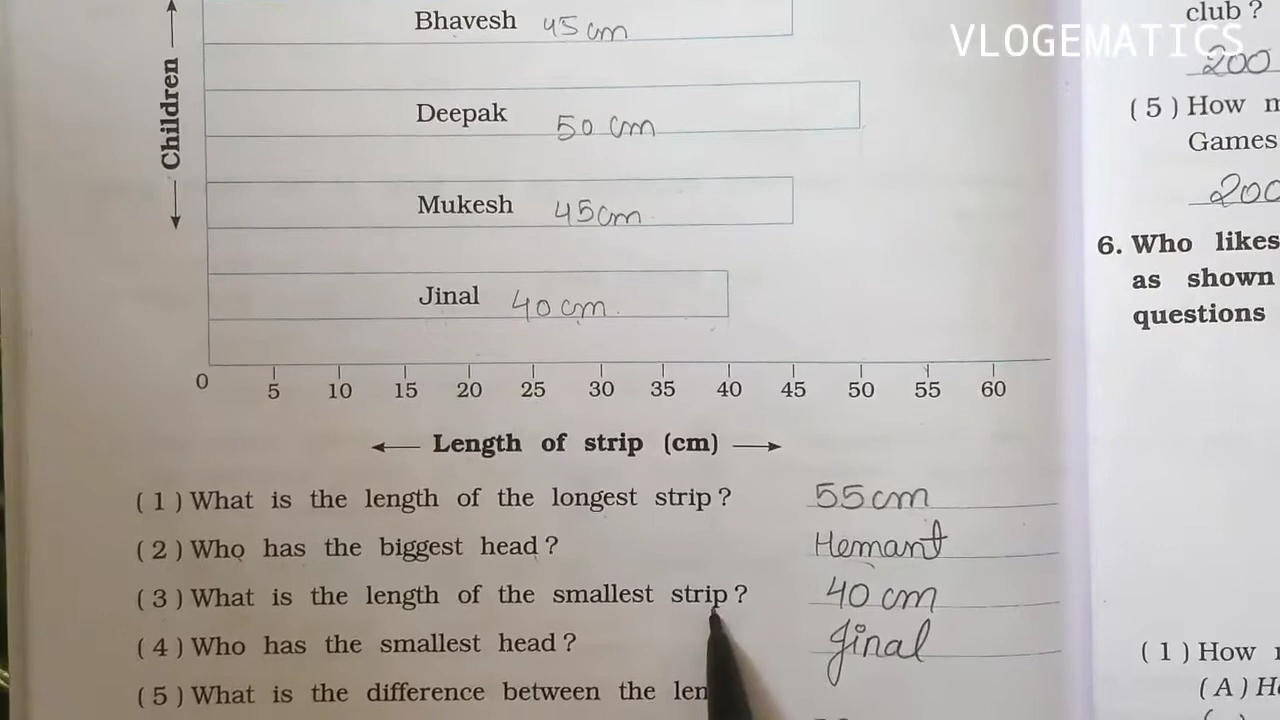 VLOGEMATICS
Children
Bhavesh 45 cm
Deepak 50 cm
Mukesh 45cm
Jinal 40 cm.
0 5 10 15 20 25 30 35 40 45 50 55 60
Length of strip (cm)
( 1 ) What is the length of the longest strip ? 55 cm
( 2 ) Who has the biggest head ? Hemant
( 3 ) What is the length of the smallest strip ? 40 cm
( 4 ) Who has the smallest head ? Jinal
( 5 ) What is the difference between the
club ?
200
( 5 ) How
Games
200
6. Who likes
as shown
questions
( 1 ) How
( A )